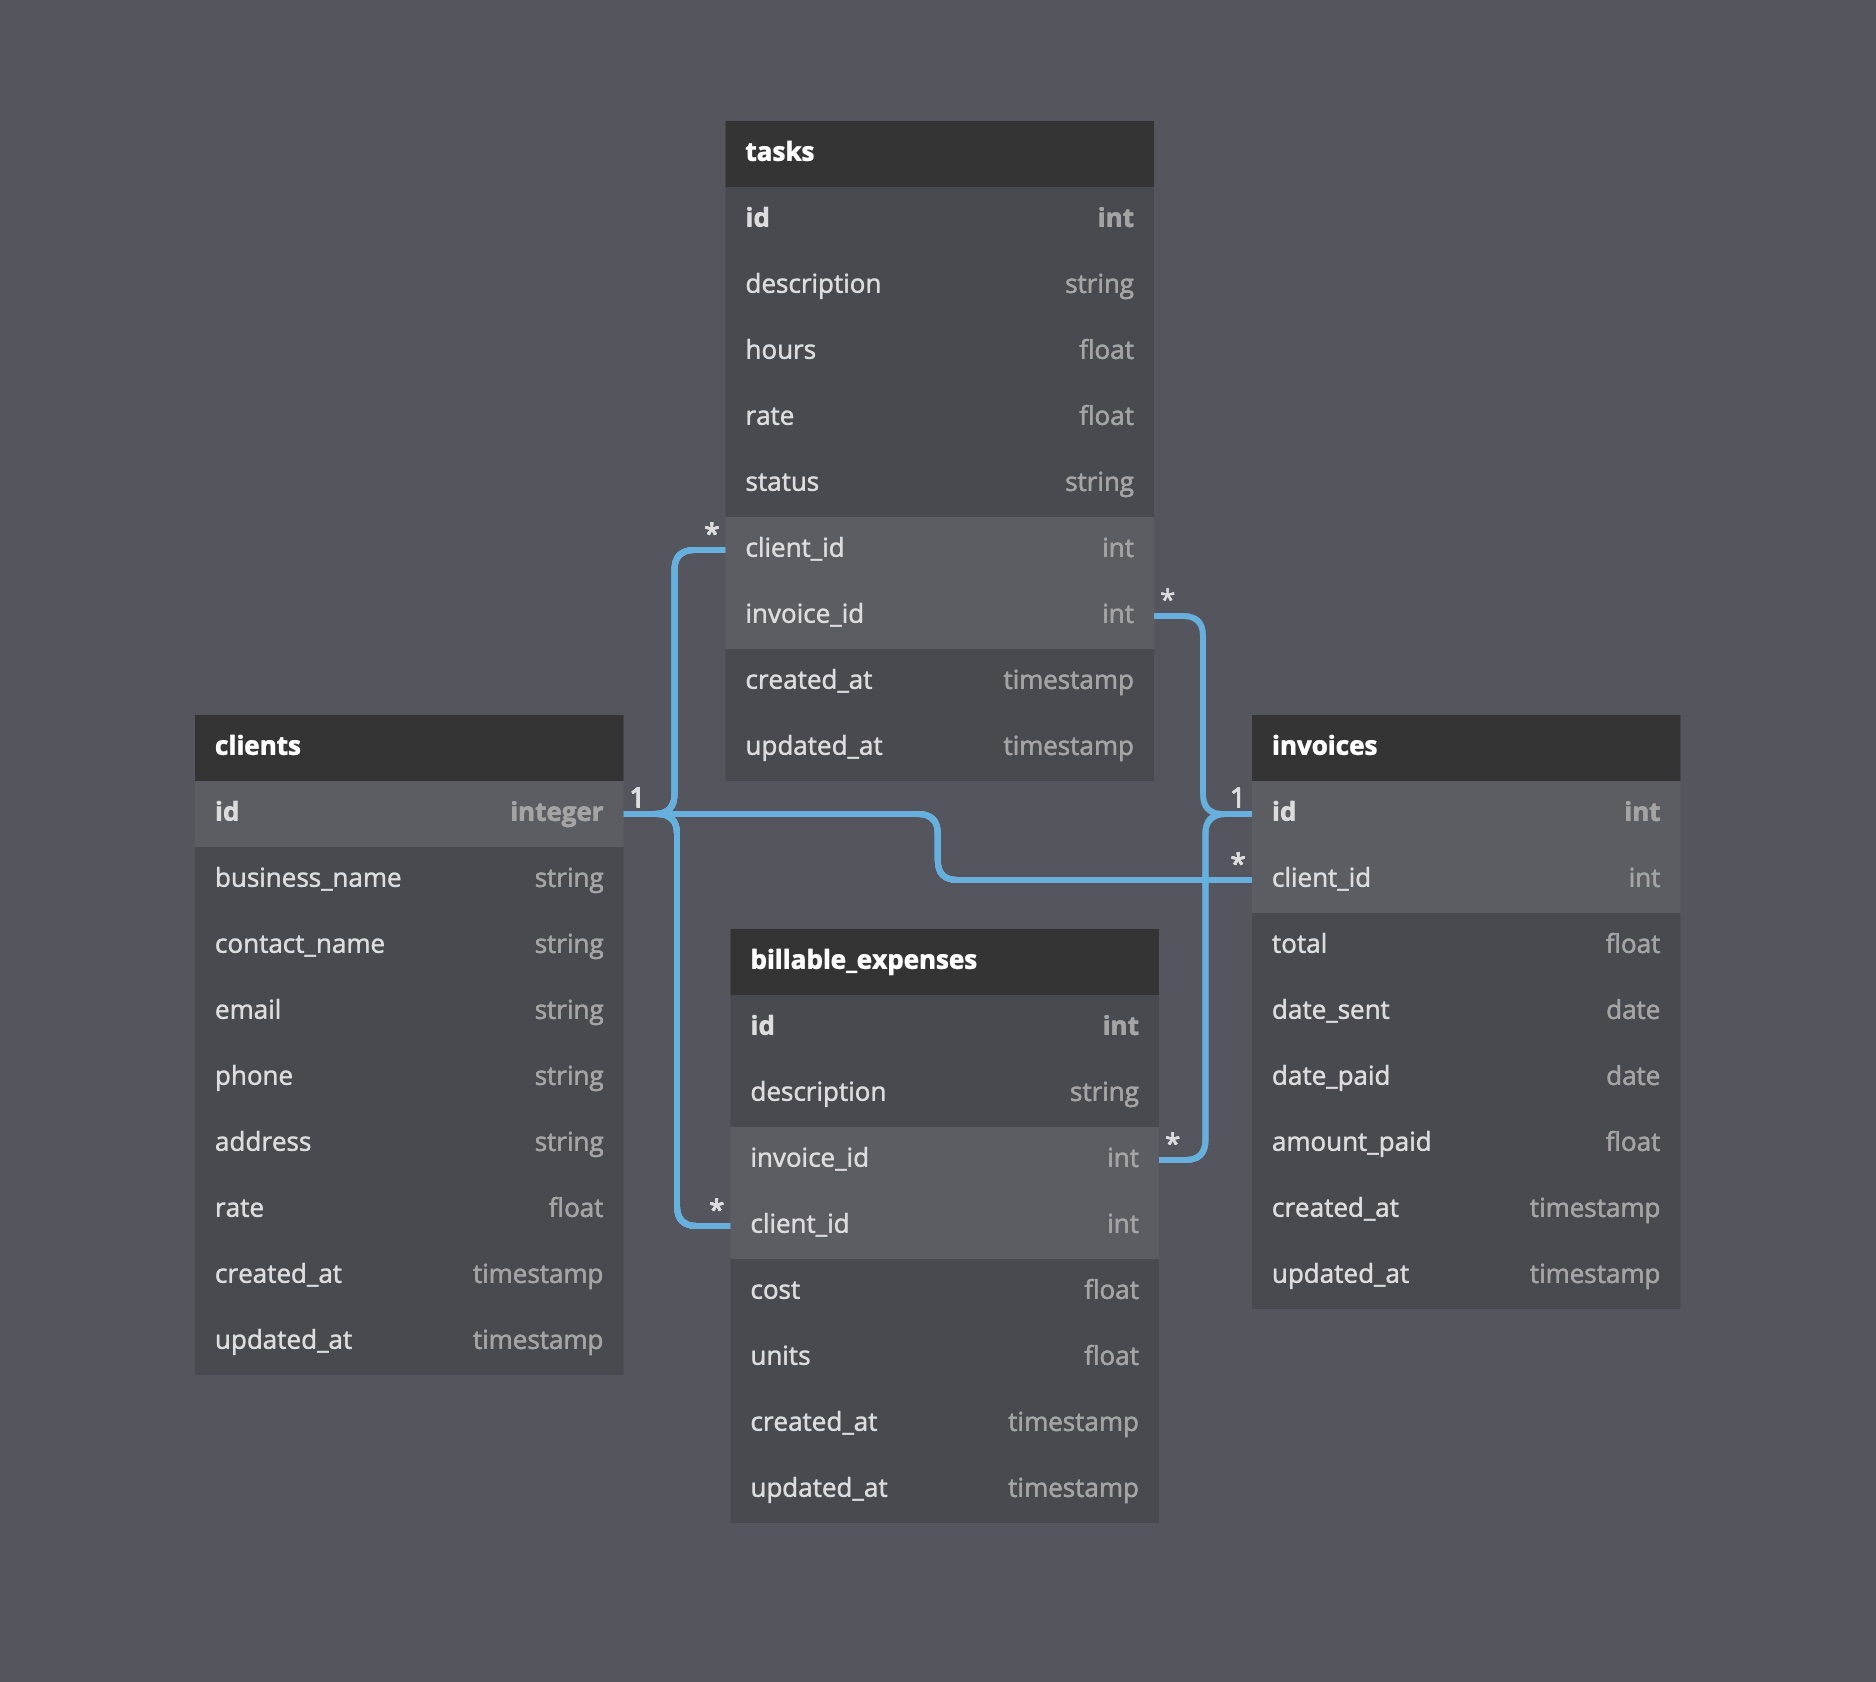 tasks
id int
description string
hours float
rate float
status string
* client_id int
invoice_id int *
created_at timestamp
updated_at timestamp
clients
id integer 1
business_name string
contact_name string
email string
phone string
address string
rate float
created_at timestamp
updated_at timestamp
billable_expenses
id int
description string
invoice_id int *
* client_id int
cost float
units float
created_at timestamp
updated_at timestamp
invoices
1 id int
* client_id int
total float
date_sent date
date_paid date
amount_paid float
created_at timestamp
updated_at timestamp